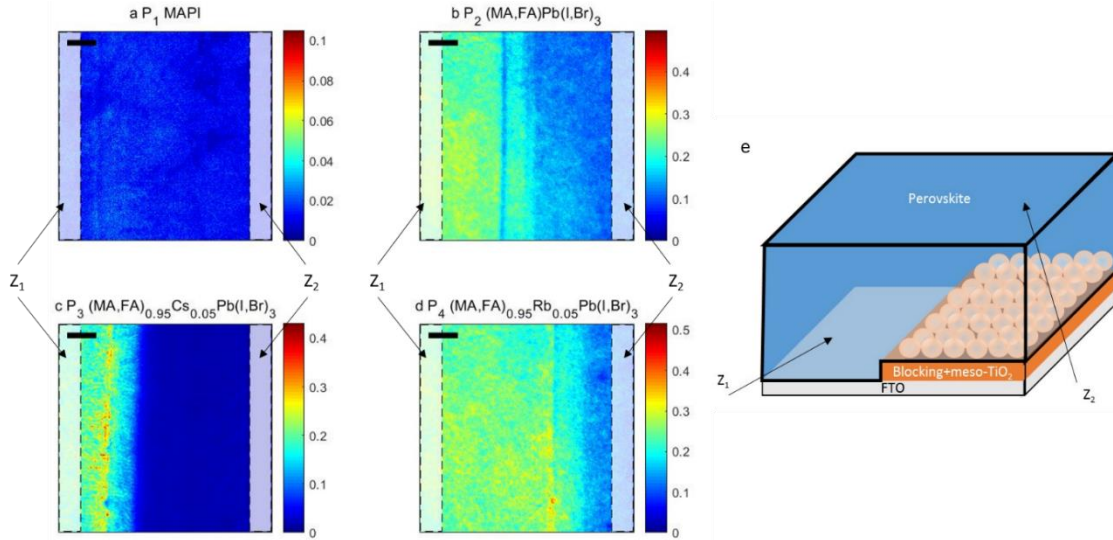 a P₁ MAPI
0.1
0.08
0.06
0.04
0.02
0
b P₂ (MA,FA)Pb(I,Br)₃
0.4
0.3
0.2
0.1
0
Z₁
Z₂
c P₃ (MA,FA)₀.₉₅Cs₀.₀₅Pb(I,Br)₃
0.4
0.3
0.2
0.1
0
d P₄ (MA,FA)₀.₉₅Rb₀.₀₅Pb(I,Br)₃
0.5
0.4
0.3
0.2
0.1
0
Z₁
Z₂
e
Perovskite
Z₁
Blocking+meso-TiO₂
FTO
Z₂